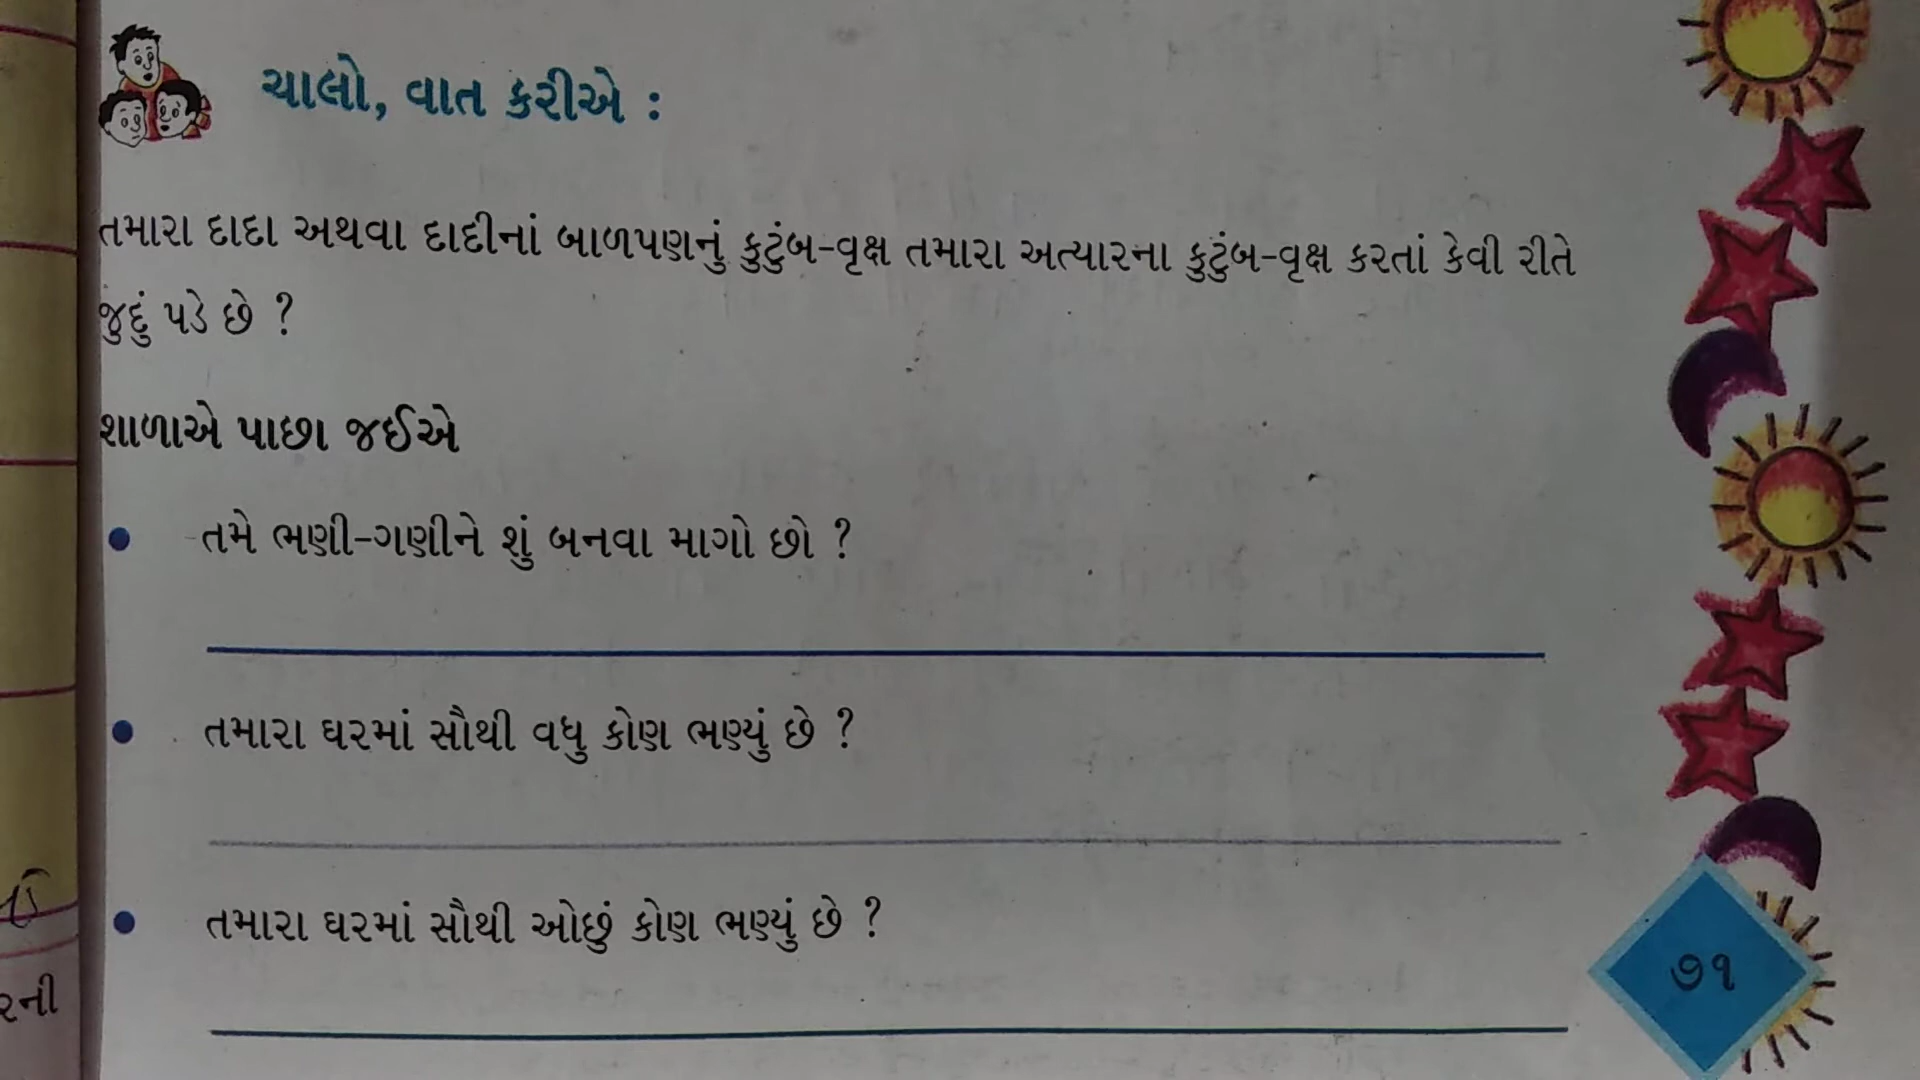 ચાલો, વાત કરીએ :
તમારા દાદા અથવા દાદીનાં બાળપણનું કુટુંબ-વૃક્ષ તમારા અત્યારના કુટુંબ-વૃક્ષ કરતાં કેવી રીતે
જુદું પડે છે ?
શાળાએ પાછા જઈએ
• તમે ભણી-ગણીને શું બનવા માગો છો ?
• તમારા ઘરમાં સૌથી વધુ કોણ ભણ્યું છે ?
• તમારા ઘરમાં સૌથી ઓછું કોણ ભણ્યું છે ?
રની
૭૧